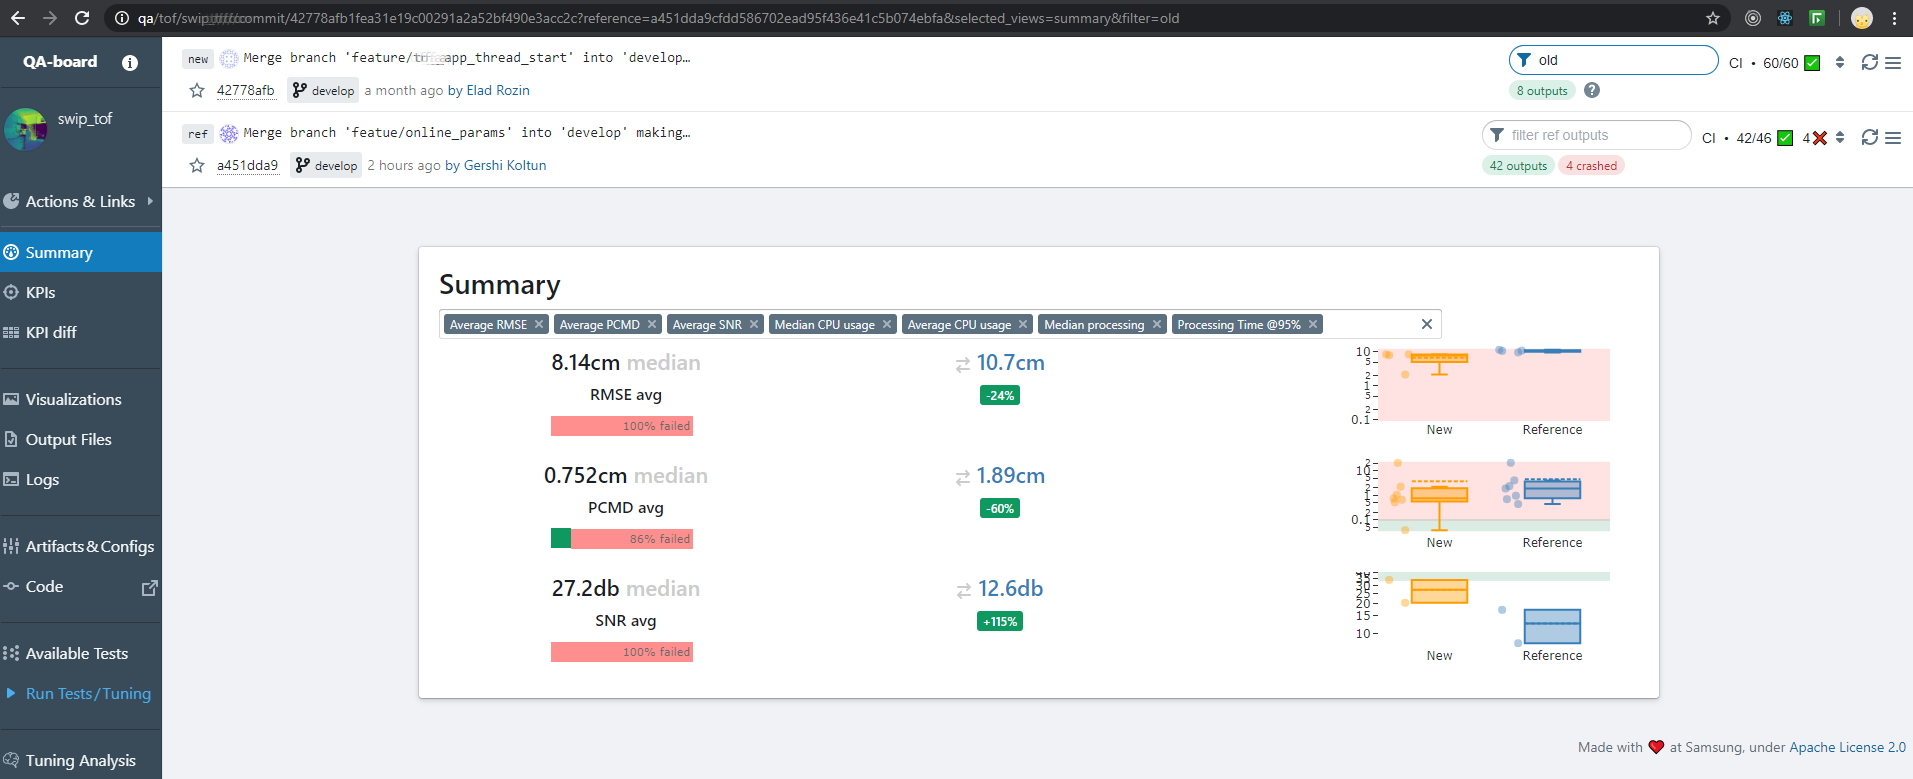 qa/tof/swip_tof/commit/42778afb1fea31e19c00291a2a52bf490e3acc2c?reference=a451dda9cfdd586702ead95f436e41c5b074ebfa&selected_views=summary&filter=old
QA-board
swip_tof
Actions & Links
Summary
KPIs
KPI diff
Visualizations
Output Files
Logs
Artifacts & Configs
Code
Available Tests
Run Tests / Tuning
Tuning Analysis
new Merge branch 'feature/ app_thread_start' into 'develop…
42778afb develop a month ago by Elad Rozin
old CI • 60/60
8 outputs
ref Merge branch 'featue/online_params' into 'develop' making…
a451dda9 develop 2 hours ago by Gershi Koltun
filter ref outputs CI • 42/46 4
42 outputs 4 crashed
Summary
Average RMSE Average PCMD Average SNR Median CPU usage Average CPU usage Median processing Processing Time @95%
8.14cm median 10.7cm
RMSE avg -24%
100% failed
10
5
2
1
5
2
0.1
New Reference
0.752cm median 1.89cm
PCMD avg -60%
86% failed
2
10
5
2
1
5
2
0.1
5
New Reference
27.2db median 12.6db
SNR avg +115%
100% failed
40
35
30
25
20
15
10
New Reference
Made with ❤ at Samsung, under Apache License 2.0